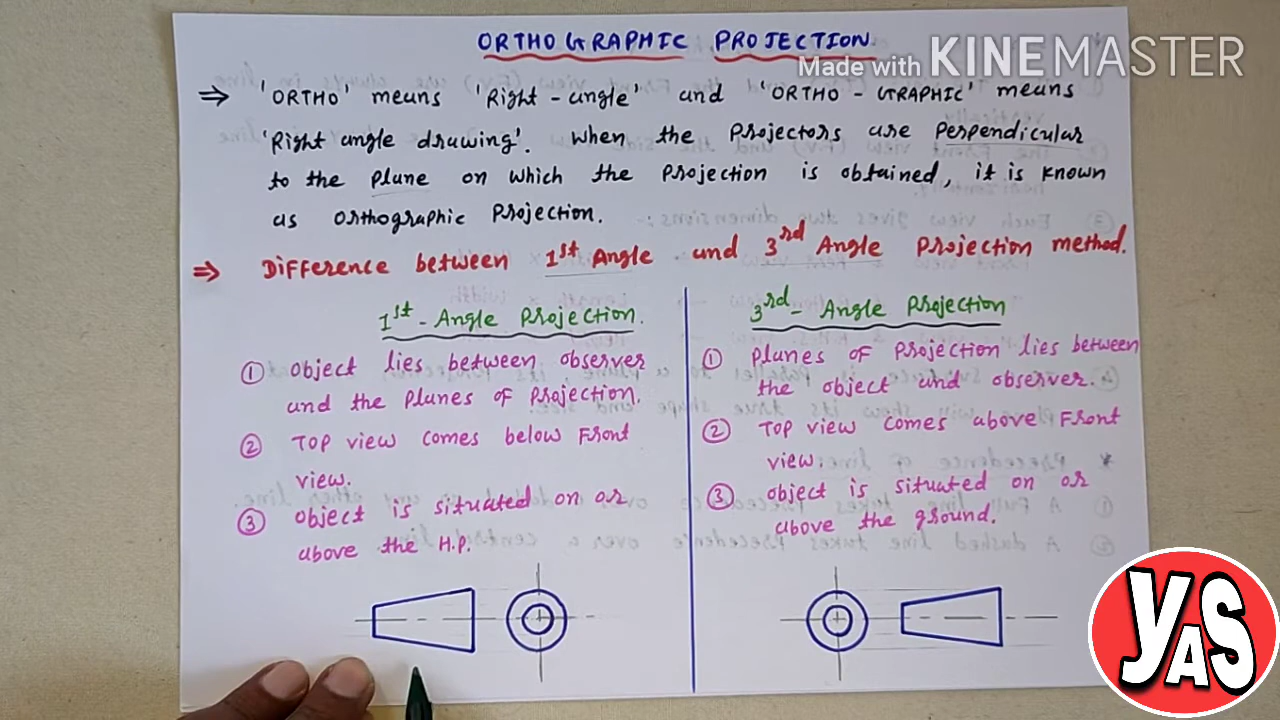 ORTHOGRAPHIC PROJECTION.
Made with KINEMASTER
⇒ 'ORTHO' means 'Right-angle' and 'ORTHO-GRAPHIC' means
'Right angle drawing'. When the projectors are perpendicular
to the plane on which the projection is obtained, it is known
as orthographic projection.
⇒ Difference between 1st Angle and 3rd Angle projection method.
1st - Angle projection.
① object lies between observer
and the planes of projection.
② Top view comes below Front
view.
③ object is situated on or
above the H.P.
3rd - Angle projection
① planes of projection lies between
the object and observer.
② Top view comes above Front
view.
③ object is situated on or
above the ground.
YAS